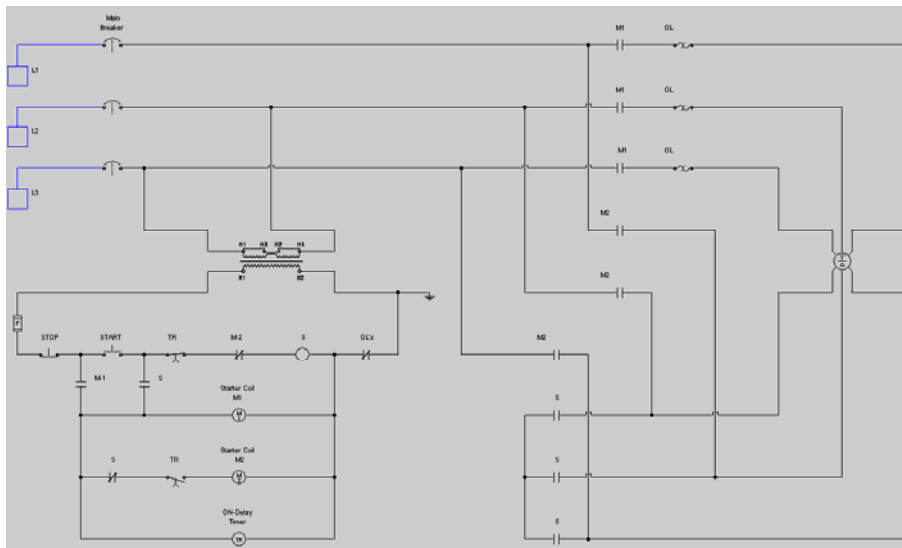 Main
Breaker
L1
M1
OL
L2
M1
OL
L3
M1
OL
M2
H1
H3
H2
H4
X1
X2
M2
F
STOP
START
TR
M-2
S
OL's
M2
M-1
S
Starter Coil
M1
M
S
S
TR
Starter Coil
M2
M
S
ON-Delay
Timer
TR
S